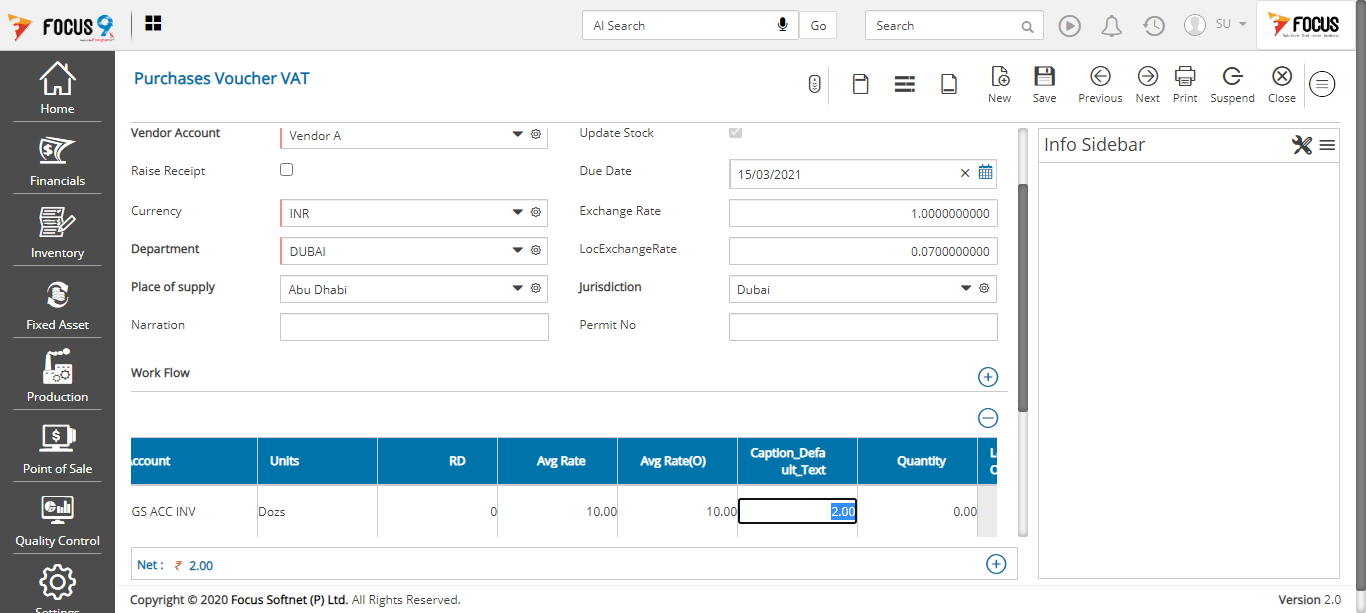 FOCUS 9
AI Search
Go
Search
SU
FOCUS
Home
Financials
Inventory
Fixed Asset
Production
Point of Sale
Quality Control
Settings
Purchases Voucher VAT
New
Save
Previous
Next
Print
Suspend
Close
Vendor Account
Vendor A
Update Stock
Raise Receipt
Due Date
15/03/2021
Currency
INR
Exchange Rate
1.0000000000
Department
DUBAI
LocExchangeRate
0.0700000000
Place of supply
Abu Dhabi
Jurisdiction
Dubai
Narration
Permit No
Work Flow
ccount
Units
RD
Avg Rate
Avg Rate(O)
Caption_Defa
ult_Text
Quantity
GS ACC INV
Dozs
0
10.00
10.00
2.00
0.00
Net : ₹ 2.00
Info Sidebar
Copyright © 2020 Focus Softnet (P) Ltd. All Rights Reserved.
Version 2.0